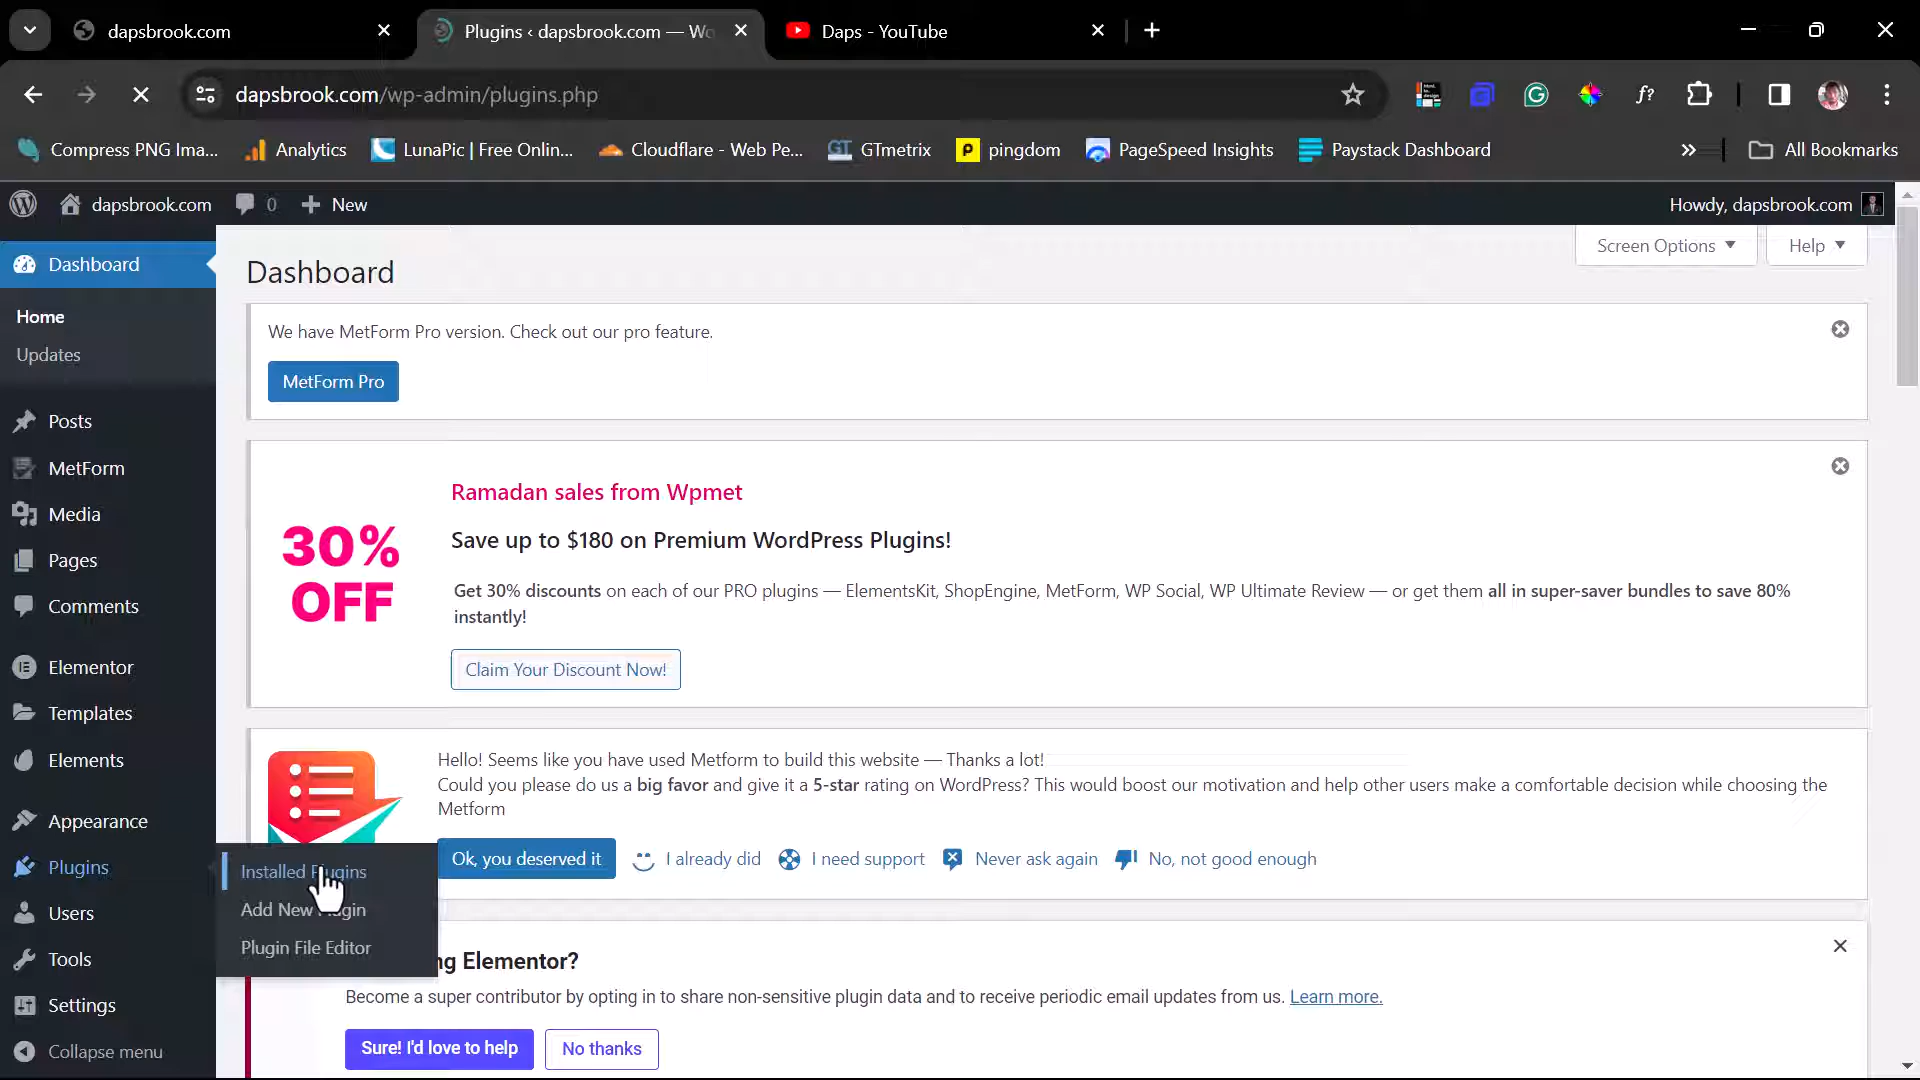 dapsbrook.com
Plugins ‹ dapsbrook.com — Wo
Daps - YouTube
dapsbrook.com/wp-admin/plugins.php
Compress PNG Ima...
Analytics
LunaPic | Free Onlin...
Cloudflare - Web Pe...
GTmetrix
pingdom
PageSpeed Insights
Paystack Dashboard
All Bookmarks
dapsbrook.com
0
New
Howdy, dapsbrook.com
Screen Options
Help
Dashboard
Home
Updates
Posts
MetForm
Media
Pages
Comments
Elementor
Templates
Elements
Appearance
Plugins
Users
Tools
Settings
Collapse menu
Installed Plugins
Add New Plugin
Plugin File Editor
Dashboard
We have MetForm Pro version. Check out our pro feature.
MetForm Pro
30%
OFF
Ramadan sales from Wpmet
Save up to $180 on Premium WordPress Plugins!
Get 30% discounts on each of our PRO plugins — ElementsKit, ShopEngine, MetForm, WP Social, WP Ultimate Review — or get them all in super-saver bundles to save 80%
instantly!
Claim Your Discount Now!
Hello! Seems like you have used Metform to build this website — Thanks a lot!
Could you please do us a big favor and give it a 5-star rating on WordPress? This would boost our motivation and help other users make a comfortable decision while choosing the
Metform
Ok, you deserved it
I already did
I need support
Never ask again
No, not good enough
ng Elementor?
Become a super contributor by opting in to share non-sensitive plugin data and to receive periodic email updates from us. Learn more.
Sure! I'd love to help
No thanks